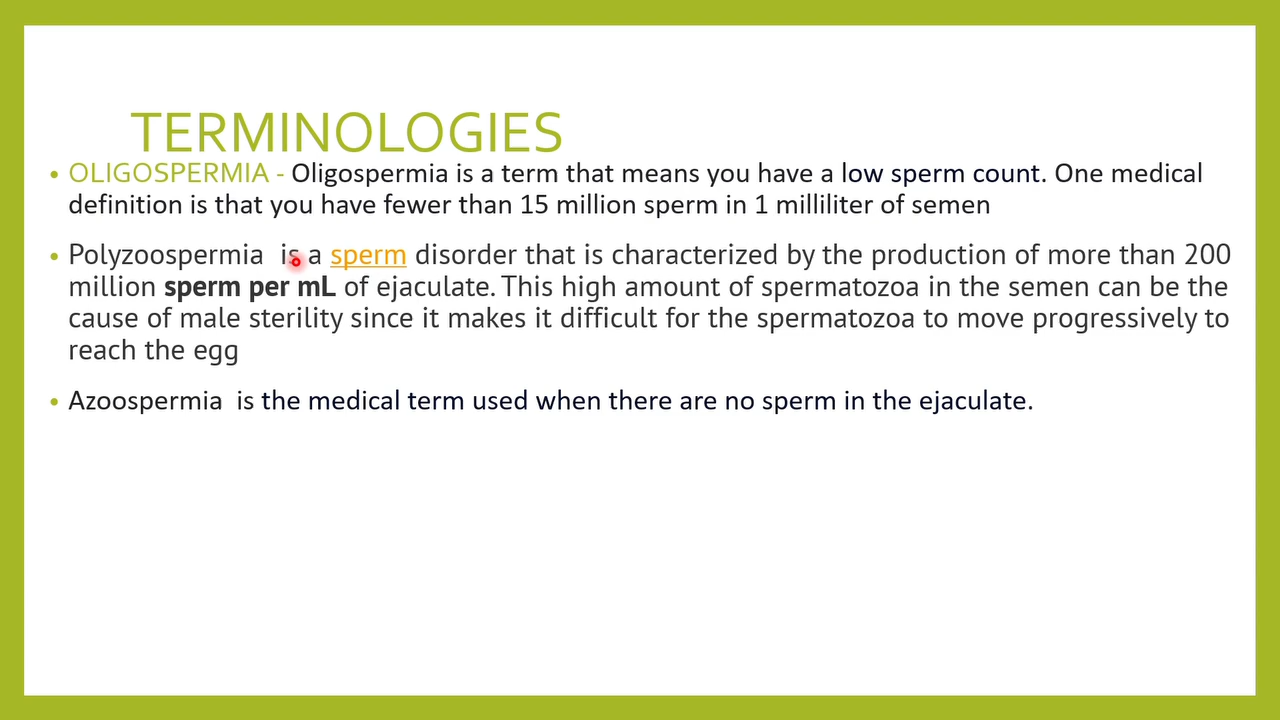 TERMINOLOGIES
• OLIGOSPERMIA - Oligospermia is a term that means you have a low sperm count. One medical
definition is that you have fewer than 15 million sperm in 1 milliliter of semen
• Polyzoospermia  is a sperm disorder that is characterized by the production of more than 200
million sperm per mL of ejaculate. This high amount of spermatozoa in the semen can be the
cause of male sterility since it makes it difficult for the spermatozoa to move progressively to
reach the egg
• Azoospermia  is the medical term used when there are no sperm in the ejaculate.